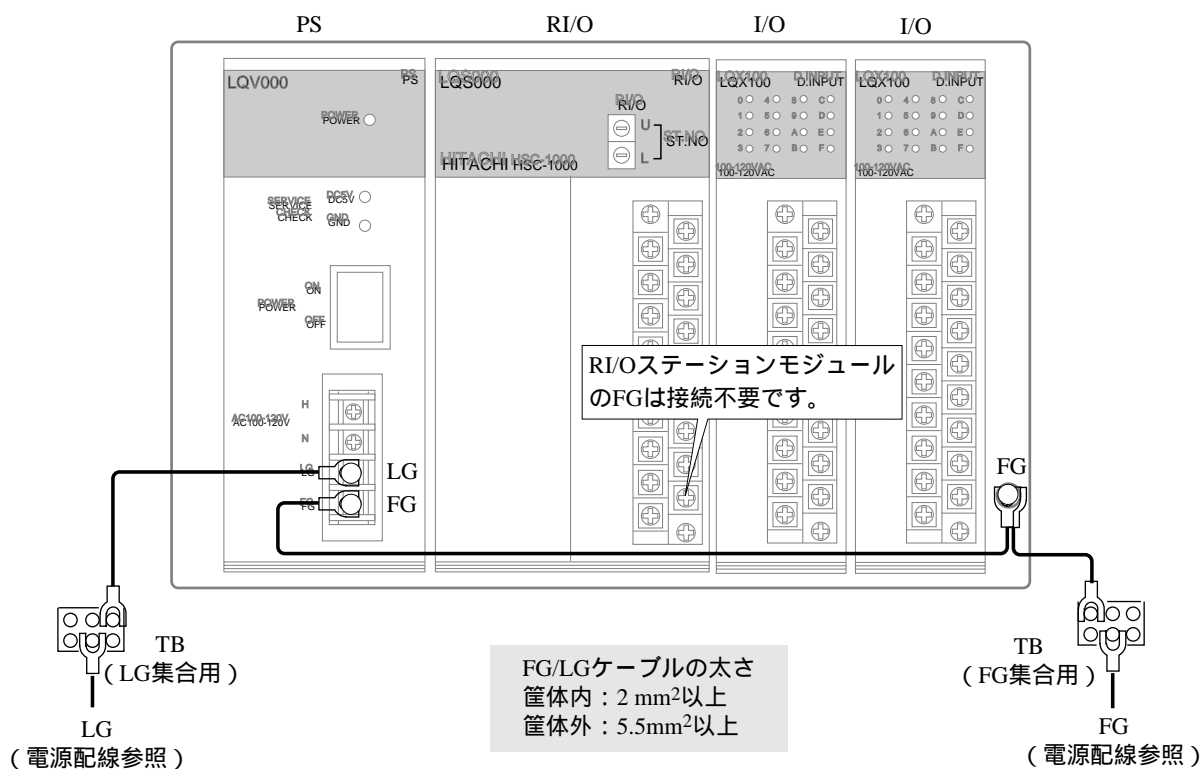 PS RI/O I/O I/O
LQV000 PS
POWER
SERVICE CHECK
DC5V
GND
POWER
ON
OFF
AC100-120V
H
N
LG
FG
LG
FG
LQS000 RI/O
RI/O
U
L
ST.NO
HITACHI HSC-1000
LQX100 D.INPUT
0 4 8 C
1 5 9 D
2 6 A E
3 7 B F
100-120VAC
LQX100 D.INPUT
0 4 8 C
1 5 9 D
2 6 A E
3 7 B F
100-120VAC
RI/Oステーションモジュール
のFGは接続不要です。
FG
TB
(LG集合用)
LG
(電源配線参照)
FG/LGケーブルの太さ
筐体内:2 mm²以上
筐体外:5.5mm²以上
TB
(FG集合用)
FG
(電源配線参照)